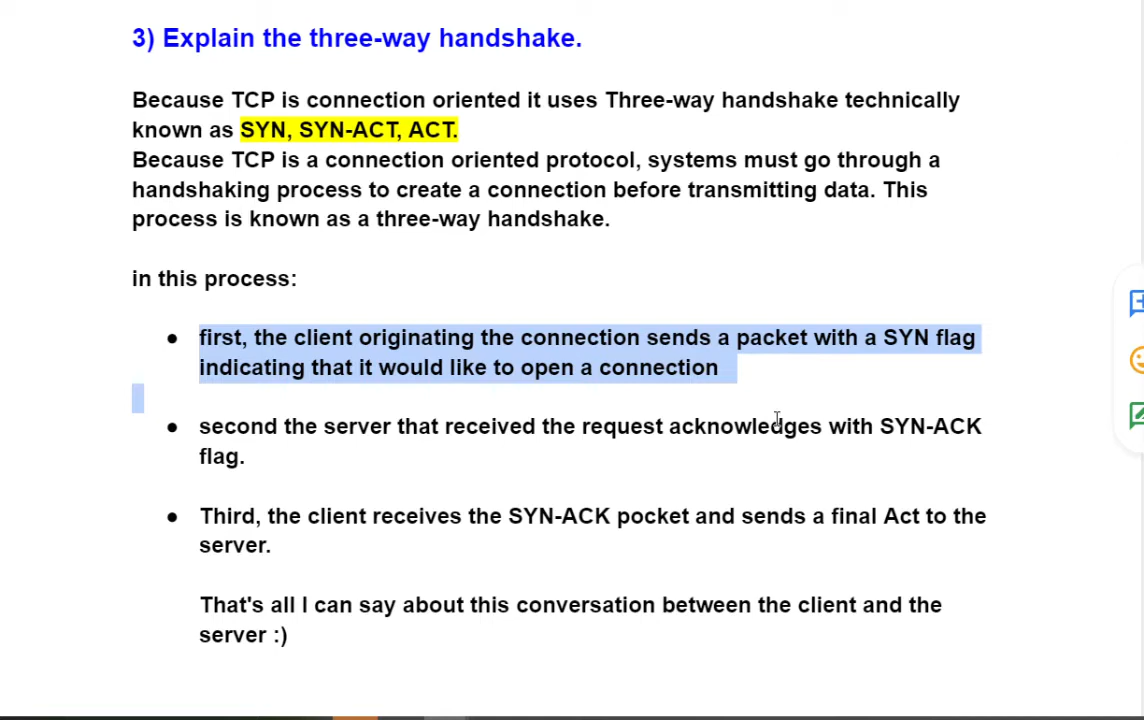 3) Explain the three-way handshake.
Because TCP is connection oriented it uses Three-way handshake technically
known as SYN, SYN-ACT, ACT.
Because TCP is a connection oriented protocol, systems must go through a
handshaking process to create a connection before transmitting data. This
process is known as a three-way handshake.
in this process:
● first, the client originating the connection sends a packet with a SYN flag
indicating that it would like to open a connection
● second the server that received the request acknowledges with SYN-ACK
flag.
● Third, the client receives the SYN-ACK pocket and sends a final Act to the
server.
That's all I can say about this conversation between the client and the
server :)